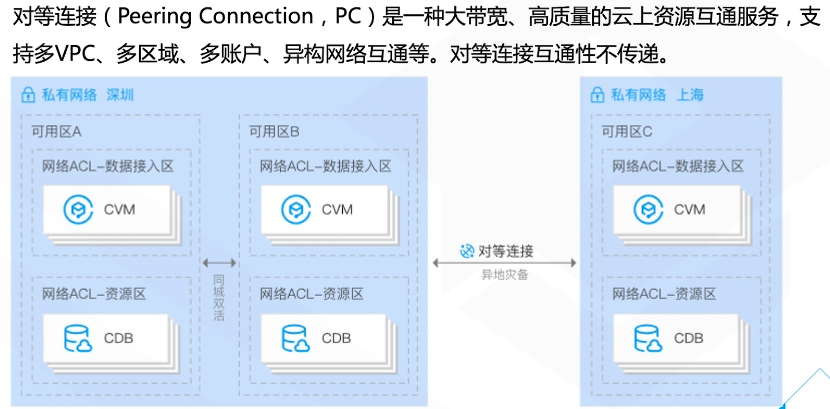 对等连接（Peering Connection，PC）是一种大带宽、高质量的云上资源互通服务，支
持多VPC、多区域、多账户、异构网络互通等。对等连接互通性不传递。
私有网络 深圳
可用区A
网络ACL-数据接入区
CVM
网络ACL-资源区
CDB
同城双活
可用区B
网络ACL-数据接入区
CVM
网络ACL-资源区
CDB
对等连接
异地灾备
私有网络 上海
可用区C
网络ACL-数据接入区
CVM
网络ACL-资源区
CDB